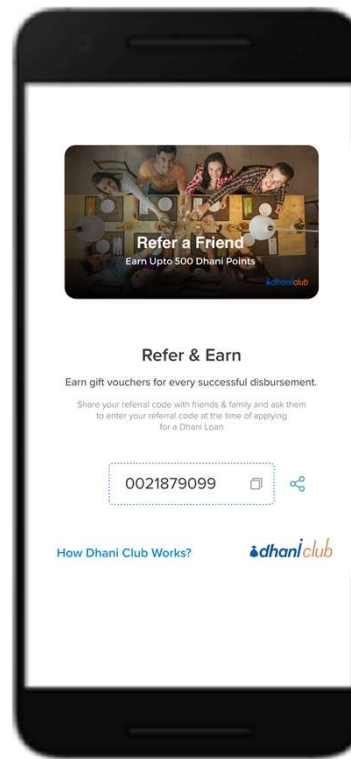 Refer a Friend
Earn Upto 500 Dhani Points
dhaniclub
Refer & Earn
Earn gift vouchers for every successful disbursement.
Share your referral code with friends & family and ask them
to enter your referral code at the time of applying
for a Dhani Loan
0021879099
How Dhani Club Works?
dhaniclub